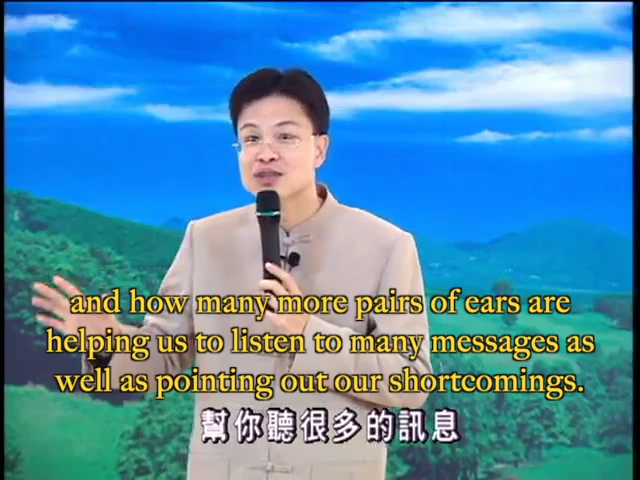 and how many more pairs of ears are
helping us to listen to many messages as
well as pointing out our shortcomings.
幫你聽很多的訊息